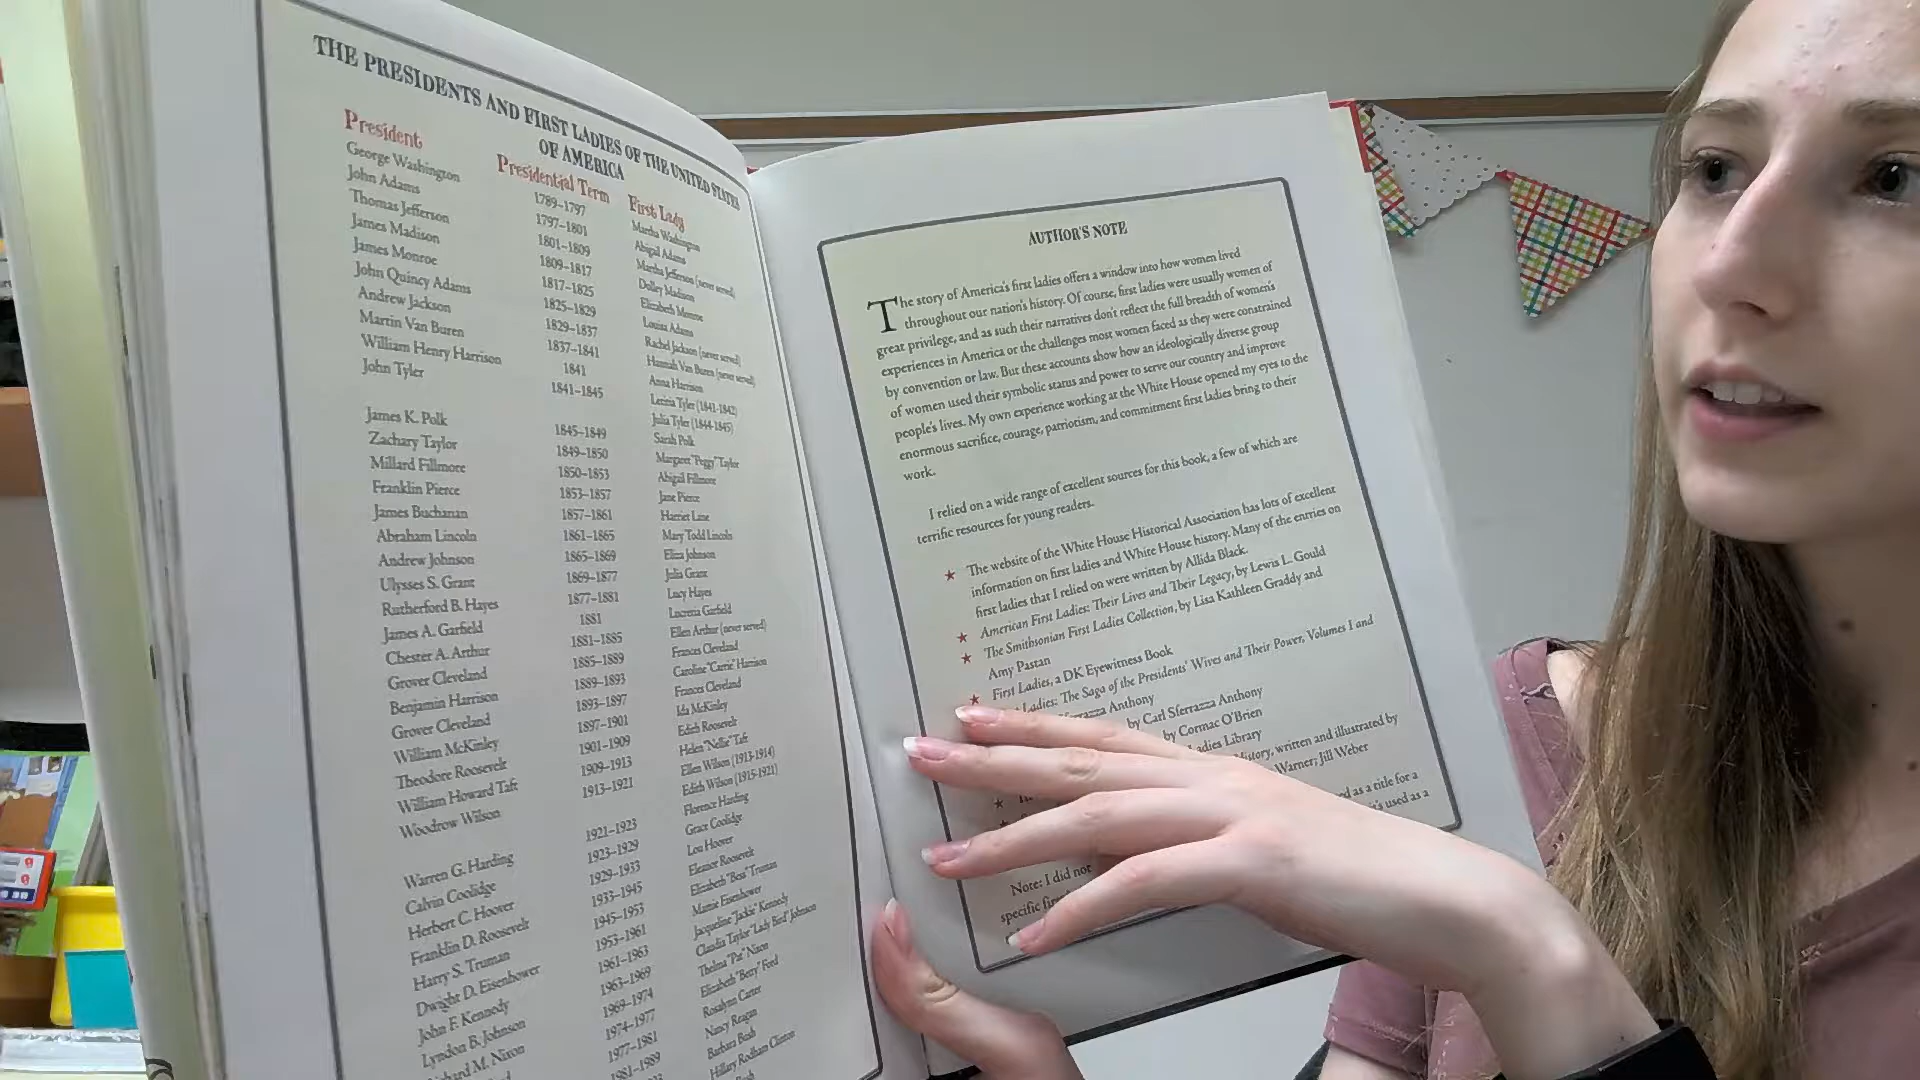 THE PRESIDENTS AND FIRST LADIES OF THE UNITED STATES
OF AMERICA
President Presidential Term First Lady
George Washington 1789–1797 Martha Washington
John Adams 1797–1801 Abigail Adams
Thomas Jefferson 1801–1809 Martha Jefferson (never served)
James Madison 1809–1817 Dolley Madison
James Monroe 1817–1825 Elizabeth Monroe
John Quincy Adams 1825–1829 Louisa Adams
Andrew Jackson 1829–1837 Rachel Jackson (never served)
Martin Van Buren 1837–1841 Hannah Van Buren (never served)
William Henry Harrison 1841 Anna Harrison
John Tyler 1841–1845 Letitia Tyler (1841-1842)
Julia Tyler (1844-1845)
James K. Polk 1845–1849 Sarah Polk
Zachary Taylor 1849–1850 Margaret "Peggy" Taylor
Millard Fillmore 1850–1853 Abigail Fillmore
Franklin Pierce 1853–1857 Jane Pierce
James Buchanan 1857–1861 Harriet Lane
Abraham Lincoln 1861–1865 Mary Todd Lincoln
Andrew Johnson 1865–1869 Eliza Johnson
Ulysses S. Grant 1869–1877 Julia Grant
Rutherford B. Hayes 1877–1881 Lucy Hayes
James A. Garfield 1881 Lucretia Garfield
Chester A. Arthur 1881–1885 Ellen Arthur (never served)
Grover Cleveland 1885–1889 Frances Cleveland
Benjamin Harrison 1889–1893 Caroline "Carrie" Harrison
Grover Cleveland 1893–1897 Frances Cleveland
William McKinley 1897–1901 Ida McKinley
Theodore Roosevelt 1901–1909 Edith Roosevelt
William Howard Taft 1909–1913 Helen "Nellie" Taft
Woodrow Wilson 1913–1921 Ellen Wilson (1913-1914)
Edith Wilson (1915-1921)
Warren G. Harding 1921–1923 Florence Harding
Calvin Coolidge 1923–1929 Grace Coolidge
Herbert C. Hoover 1929–1933 Lou Hoover
Franklin D. Roosevelt 1933–1945 Eleanor Roosevelt
Harry S. Truman 1945–1953 Elizabeth "Bess" Truman
Dwight D. Eisenhower 1953–1961 Mamie Eisenhower
John F. Kennedy 1961–1963 Jacqueline "Jackie" Kennedy
Lyndon B. Johnson 1963–1969 Claudia Taylor "Lady Bird" Johnson
Richard M. Nixon 1969–1974 Thelma "Pat" Nixon
1974–1977 Elizabeth "Betty" Ford
1977–1981 Rosalynn Carter
1981–1989 Nancy Reagan
Barbara Bush
Hillary Rodham Clinton
AUTHOR'S NOTE
The story of America's first ladies offers a window into how women lived
throughout our nation's history. Of course, first ladies were usually women of
great privilege, and as such their narratives don't reflect the full breadth of women's
experiences in America or the challenges most women faced as they were constrained
by convention or law. But these accounts show how an ideologically diverse group
of women used their symbolic status and power to serve our country and improve
people's lives. My own experience working at the White House opened my eyes to the
enormous sacrifice, courage, patriotism, and commitment first ladies bring to their
work.
I relied on a wide range of excellent sources for this book, a few of which are
terrific resources for young readers.
★ The website of the White House Historical Association has lots of excellent
information on first ladies and White House history. Many of the entries on
first ladies that I relied on were written by Allida Black.
★ American First Ladies: Their Lives and Their Legacy, by Lewis L. Gould
★ The Smithsonian First Ladies Collection, by Lisa Kathleen Graddy and
Amy Pastan
★ First Ladies, a DK Eyewitness Book
Ladies: The Saga of the Presidents' Wives and Their Power, Volumes I and
Sferrazza Anthony
by Carl Sferrazza Anthony
by Cormac O'Brien
Ladies Library
History, written and illustrated by
Warner; Jill Weber
as a title for a
it's used as a
Note: I did not
specific